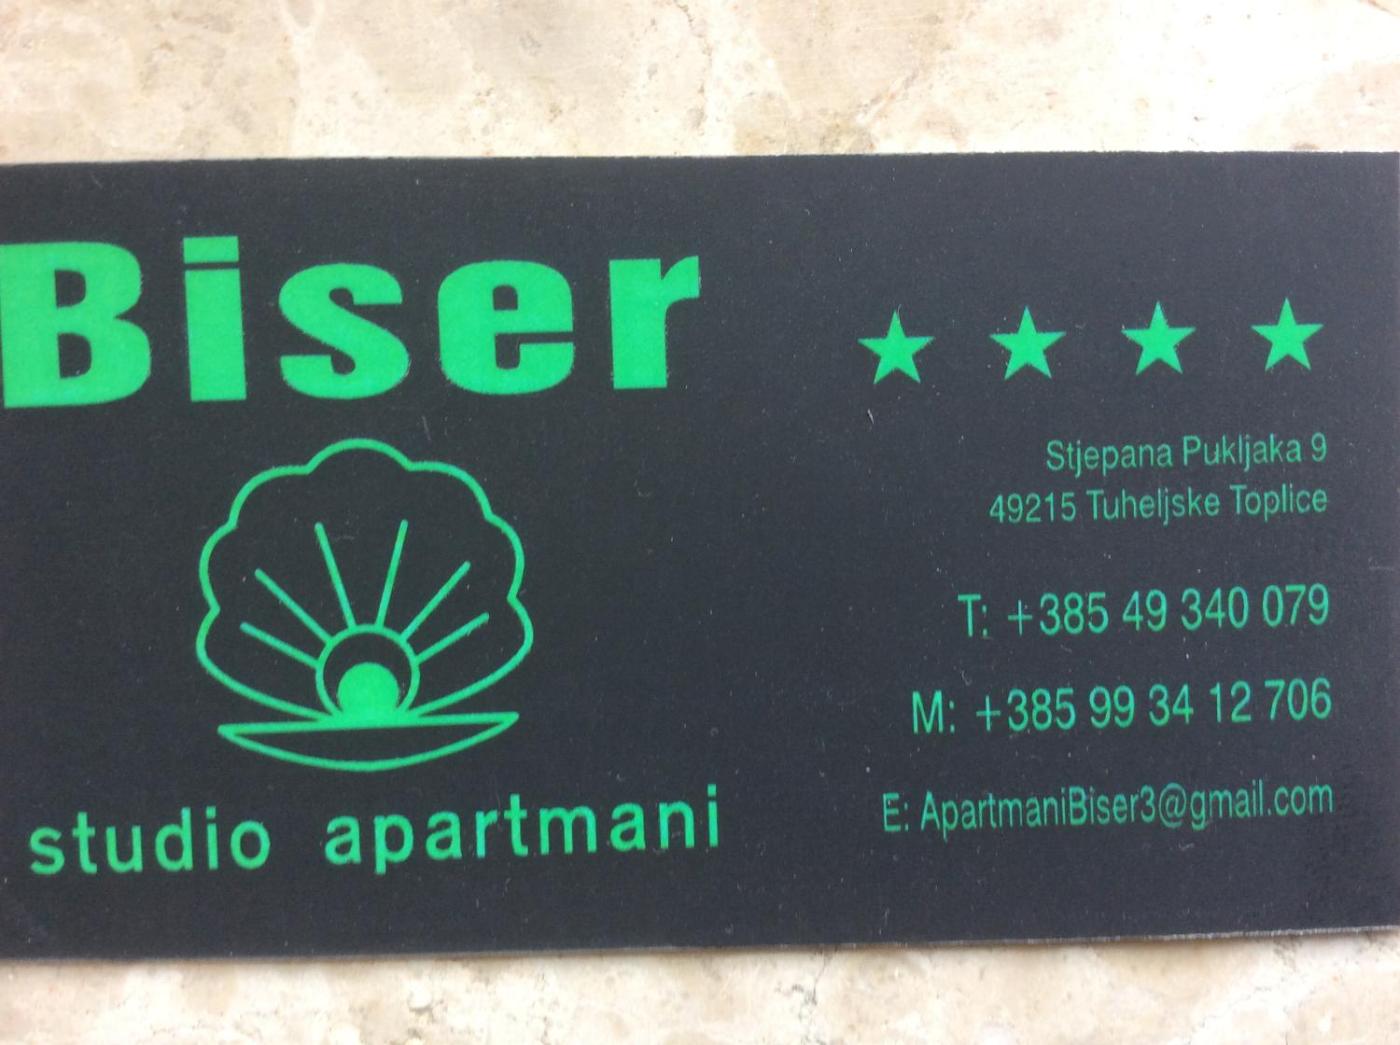 Biser
studio apartmani
Stjepana Pukljaka 9
49215 Tuheljske Toplice
T: +385 49 340 079
M: +385 99 34 12 706
E: ApartmaniBiser3@gmail.com